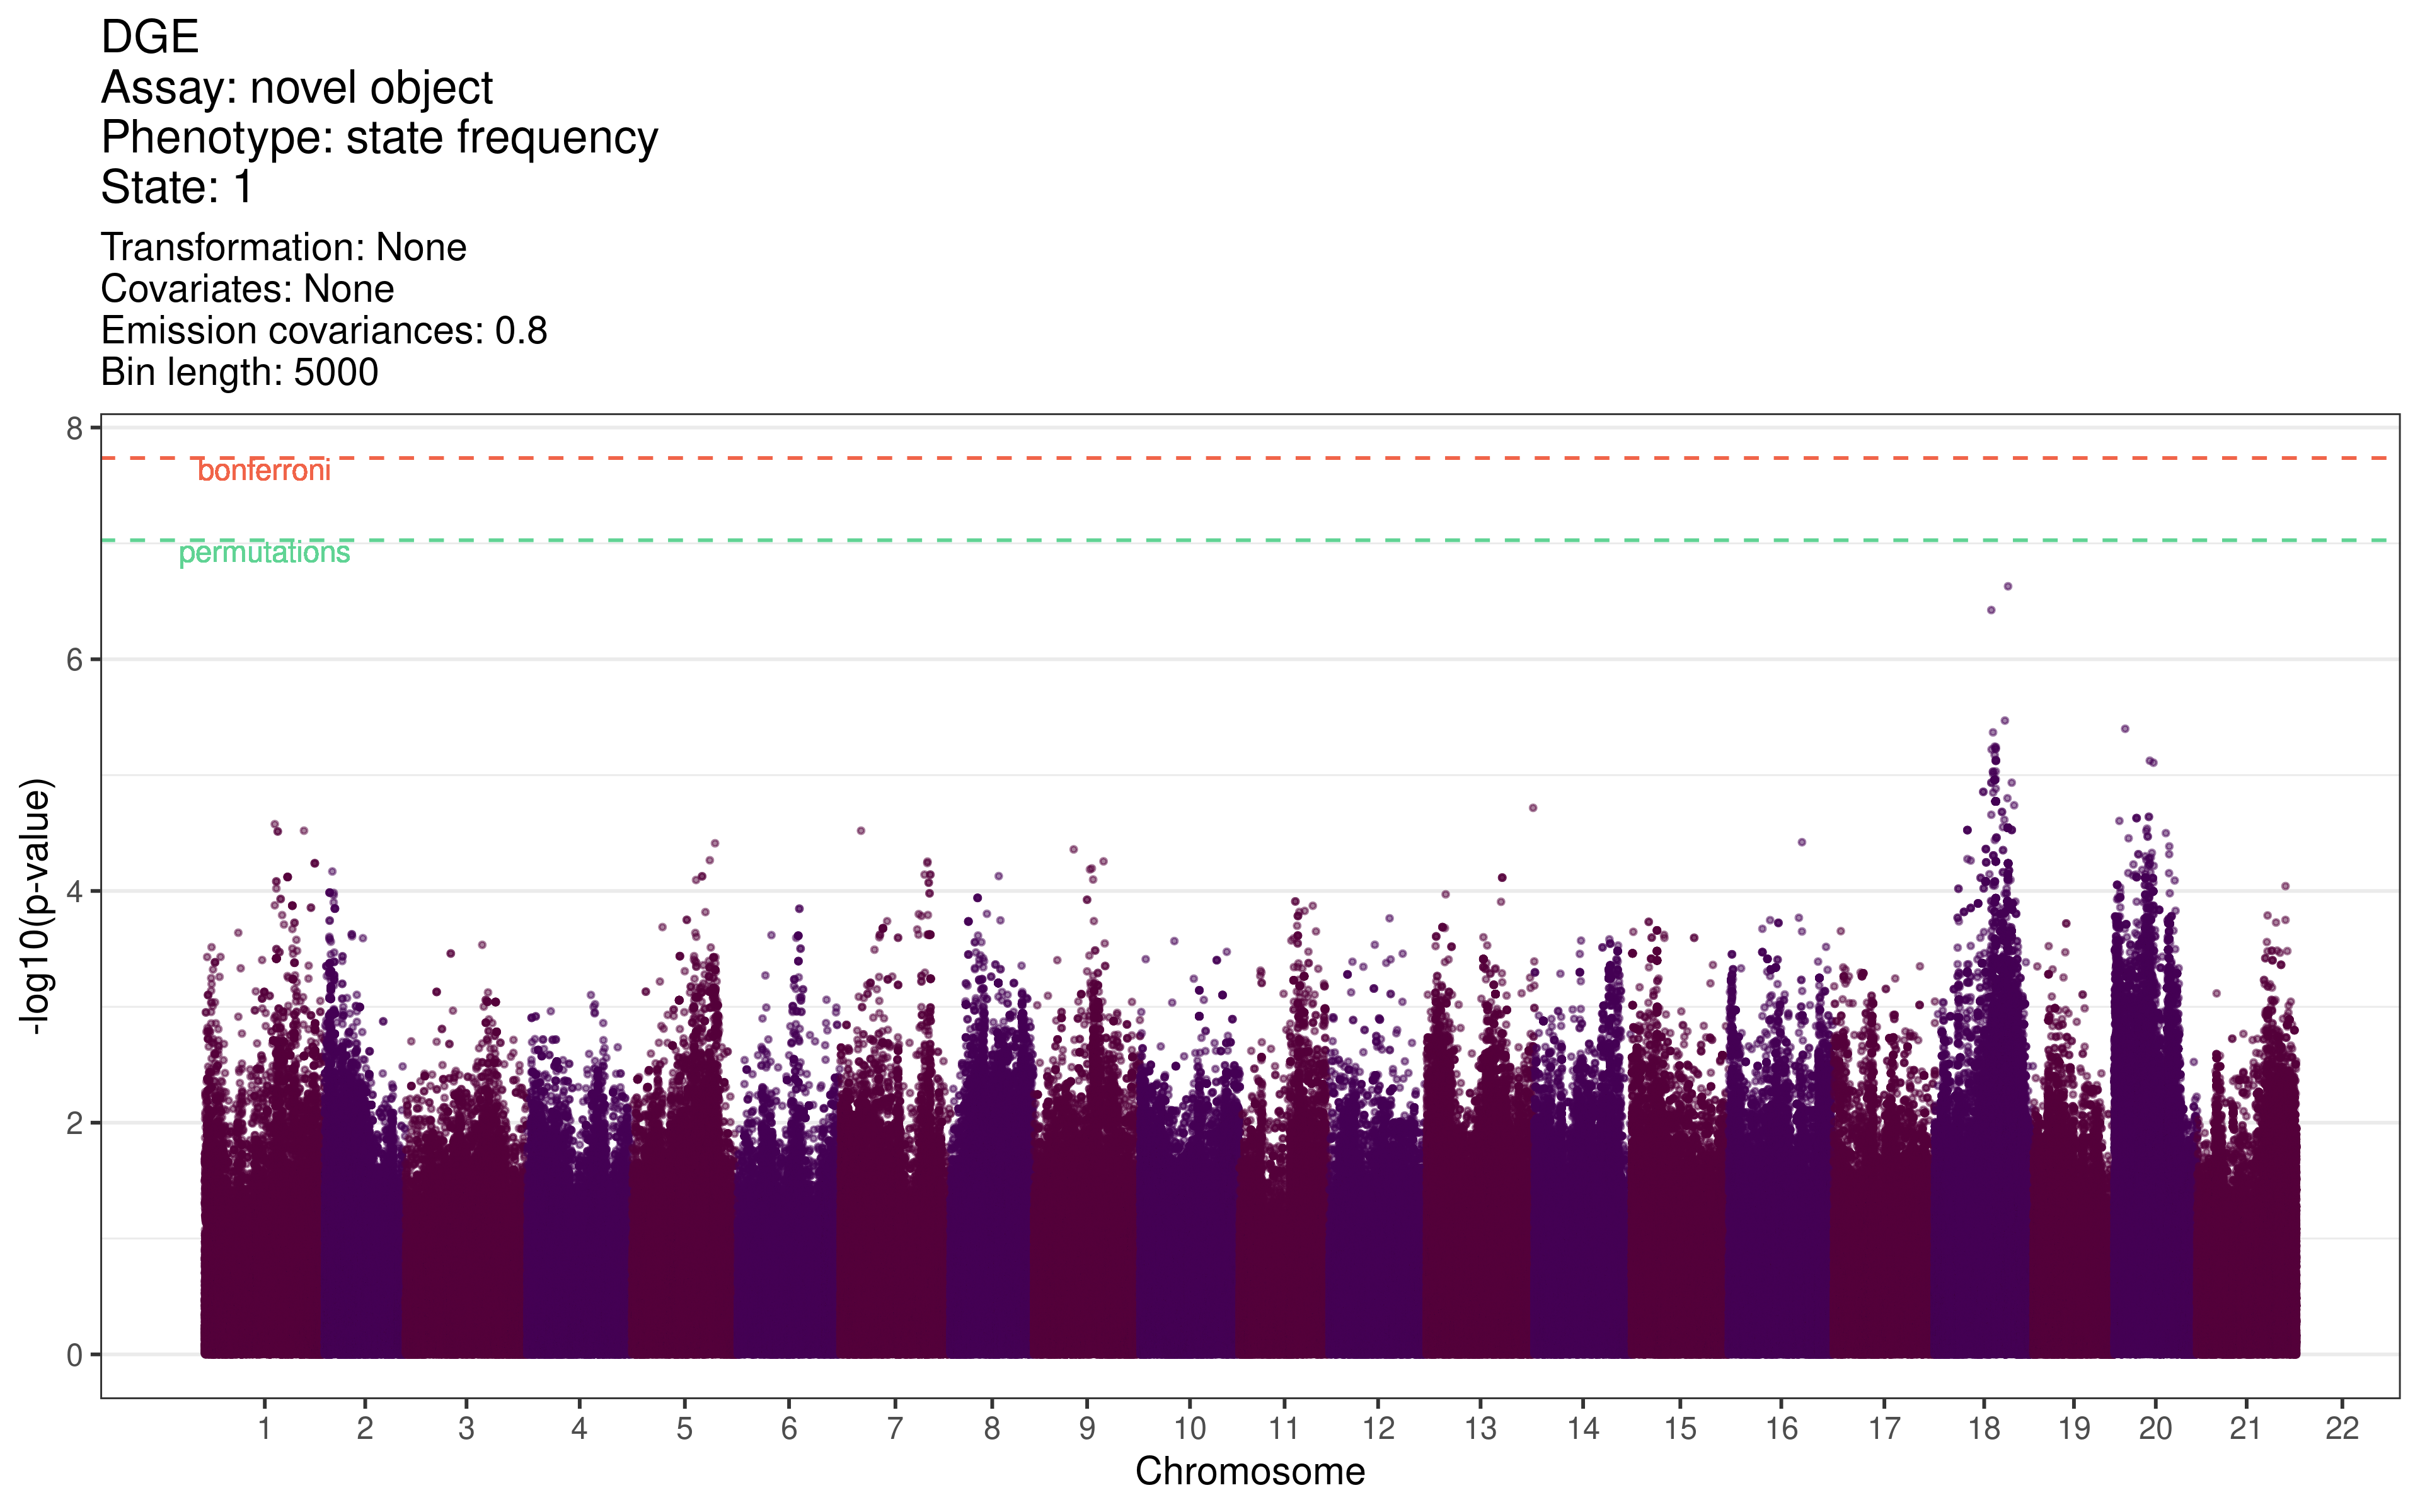 DGE
Assay: novel object
Phenotype: state frequency
State: 1
Transformation: None
Covariates: None
Emission covariances: 0.8
Bin length: 5000
8
bonferroni
permutations
6
-log10(p-value)
4
2
0
1 2 3 4 5 6 7 8 9 10 11 12 13 14 15 16 17 18 19 20 21 22
Chromosome